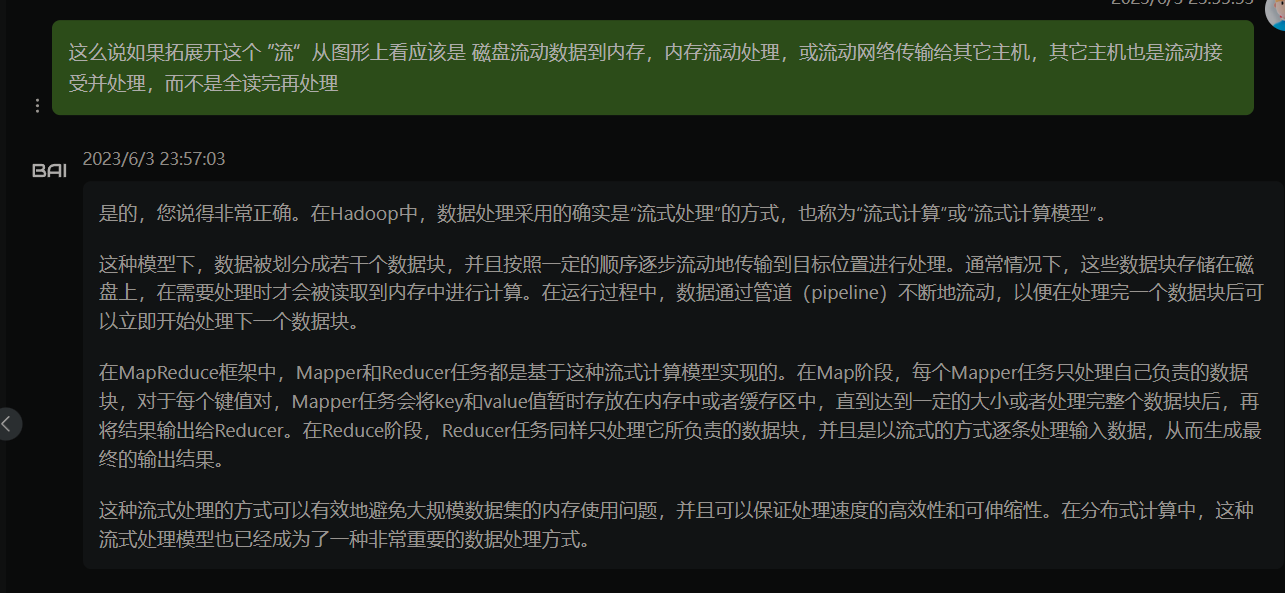 这么说如果拓展开这个 ”流“ 从图形上看应该是 磁盘流动数据到内存，内存流动处理，或流动网络传输给其它主机，其它主机也是流动接
受并处理，而不是全读完再处理
BAI
2023/6/3 23:57:03
是的，您说得非常正确。在Hadoop中，数据处理采用的确实是“流式处理”的方式，也称为“流式计算”或“流式计算模型”。
这种模型下，数据被划分成若干个数据块，并且按照一定的顺序逐步流动地传输到目标位置进行处理。通常情况下，这些数据块存储在磁
盘上，在需要处理时才会被读取到内存中进行计算。在运行过程中，数据通过管道（pipeline）不断地流动，以便在处理完一个数据块后可
以立即开始处理下一个数据块。
在MapReduce框架中，Mapper和Reducer任务都是基于这种流式计算模型实现的。在Map阶段，每个Mapper任务只处理自己负责的数据
块，对于每个键值对，Mapper任务会将key和value值暂时存放在内存中或者缓存区中，直到达到一定的大小或者处理完整个数据块后，再
将结果输出给Reducer。在Reduce阶段，Reducer任务同样只处理它所负责的数据块，并且是以流式的方式逐条处理输入数据，从而生成最
终的输出结果。
这种流式处理的方式可以有效地避免大规模数据集的内存使用问题，并且可以保证处理速度的高效性和可伸缩性。在分布式计算中，这种
流式处理模型也已经成为了一种非常重要的数据处理方式。